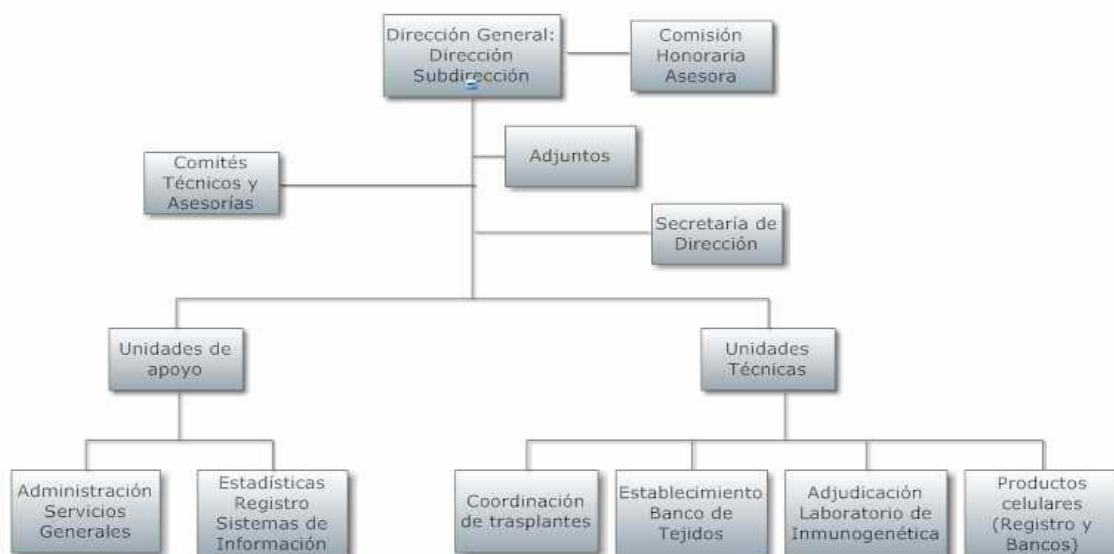 Dirección General:
Dirección
Subdirección
Comisión
Honoraria
Asesora
Adjuntos
Comités
Técnicos y
Asesorías
Secretaría de
Dirección
Unidades de
apoyo
Unidades
Técnicas
Administración
Servicios
Generales
Estadísticas
Registro
Sistemas de
Información
Coordinación
de trasplantes
Establecimiento
Banco de
Tejidos
Adjudicación
Laboratorio de
Inmunogenética
Productos
celulares
(Registro y
Bancos)